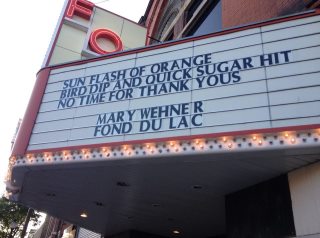 FO
SUN FLASH OF ORANGE
BIRD DIP AND QUICK SUGAR HIT
NO TIME FOR THANK YOUS
MARY WEHNER
FOND DU LAC